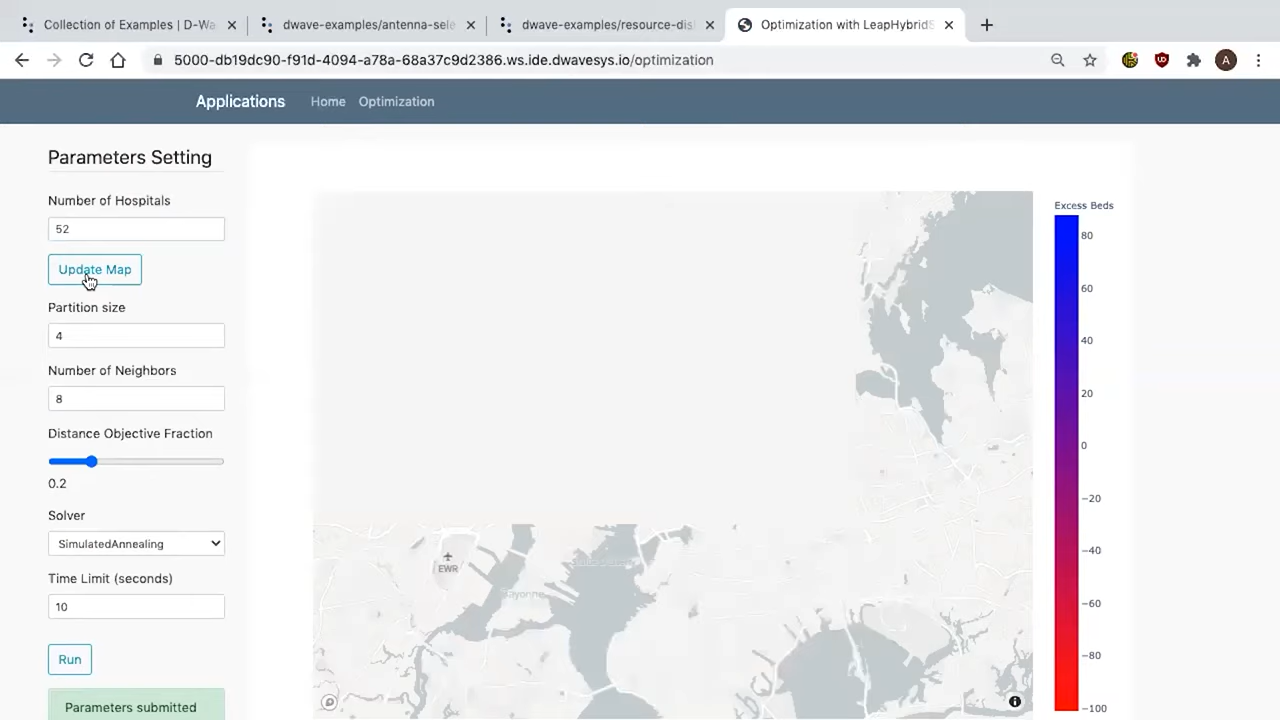 Collection of Examples | D-Wa
dwave-examples/antenna-sele
dwave-examples/resource-dis
Optimization with LeapHybridS
5000-db19dc90-f91d-4094-a78a-68d37c9d2386.ws.ide.dwavesys.io/optimization
A
Applications
Home
Optimization
Parameters Setting
Number of Hospitals
52
Update Map
Partition size
4
Number of Neighbors
8
Distance Objective Fraction
0.2
Solver
SimulatedAnnealing
Time Limit (seconds)
10
Run
Parameters submitted
EWR
Bayonne
Excess Beds
80
60
40
20
0
−20
−40
−60
−80
−100